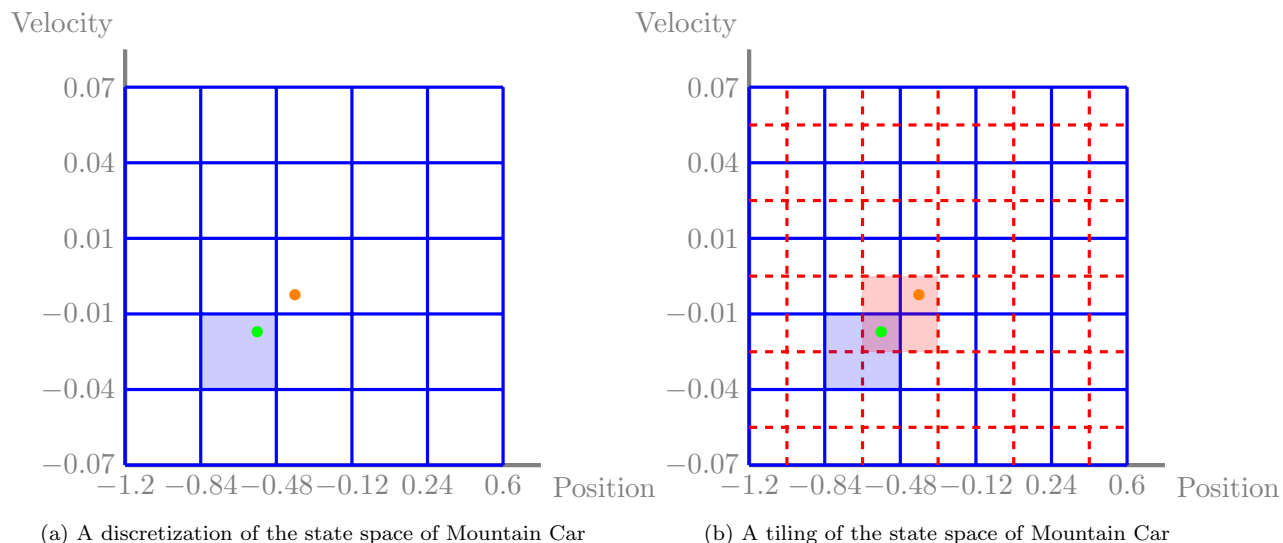 Velocity
0.07
0.04
0.01
−0.01
−0.04
−0.07
−1.2 −0.84 −0.48 −0.12 0.24 0.6 Position
(a) A discretization of the state space of Mountain Car
Velocity
0.07
0.04
0.01
−0.01
−0.04
−0.07
−1.2 −0.84 −0.48 −0.12 0.24 0.6 Position
(b) A tiling of the state space of Mountain Car